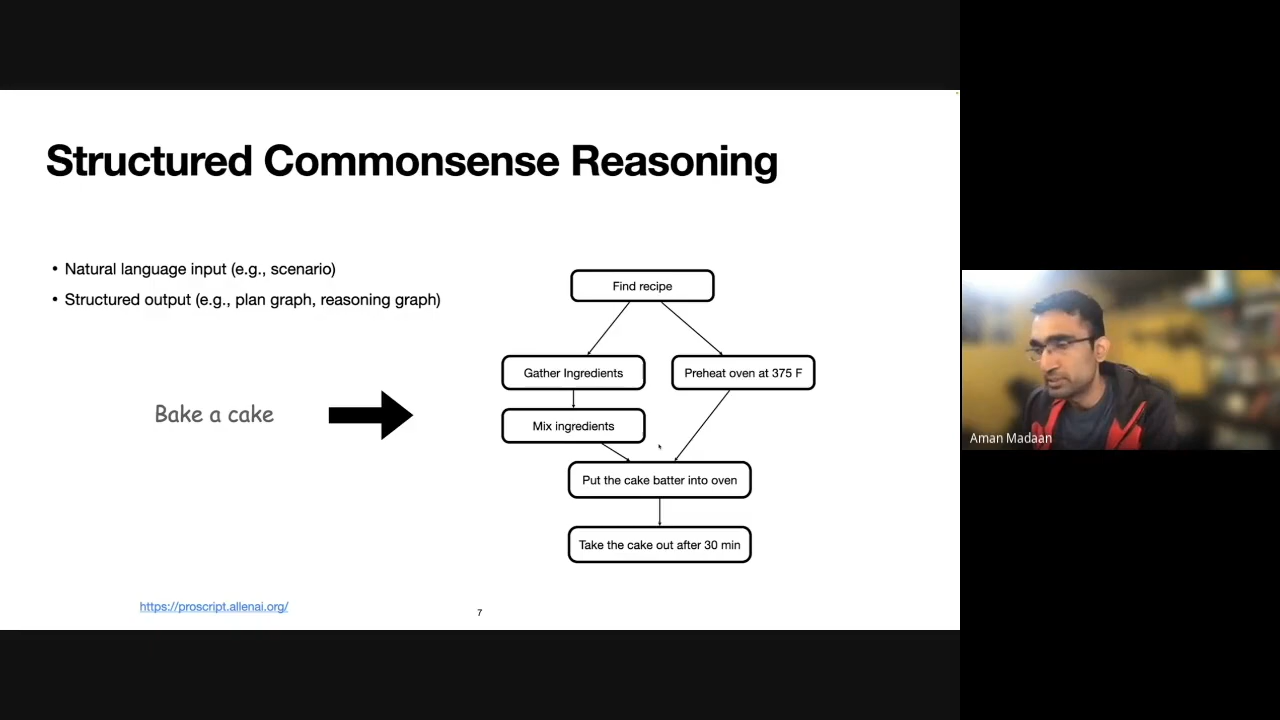 Structured Commonsense Reasoning
• Natural language input (e.g., scenario)
• Structured output (e.g., plan graph, reasoning graph)
Bake a cake
Find recipe
Gather Ingredients
Preheat oven at 375 F
Mix ingredients
Put the cake batter into oven
Take the cake out after 30 min
https://proscript.allenai.org/
7
Aman Madaan